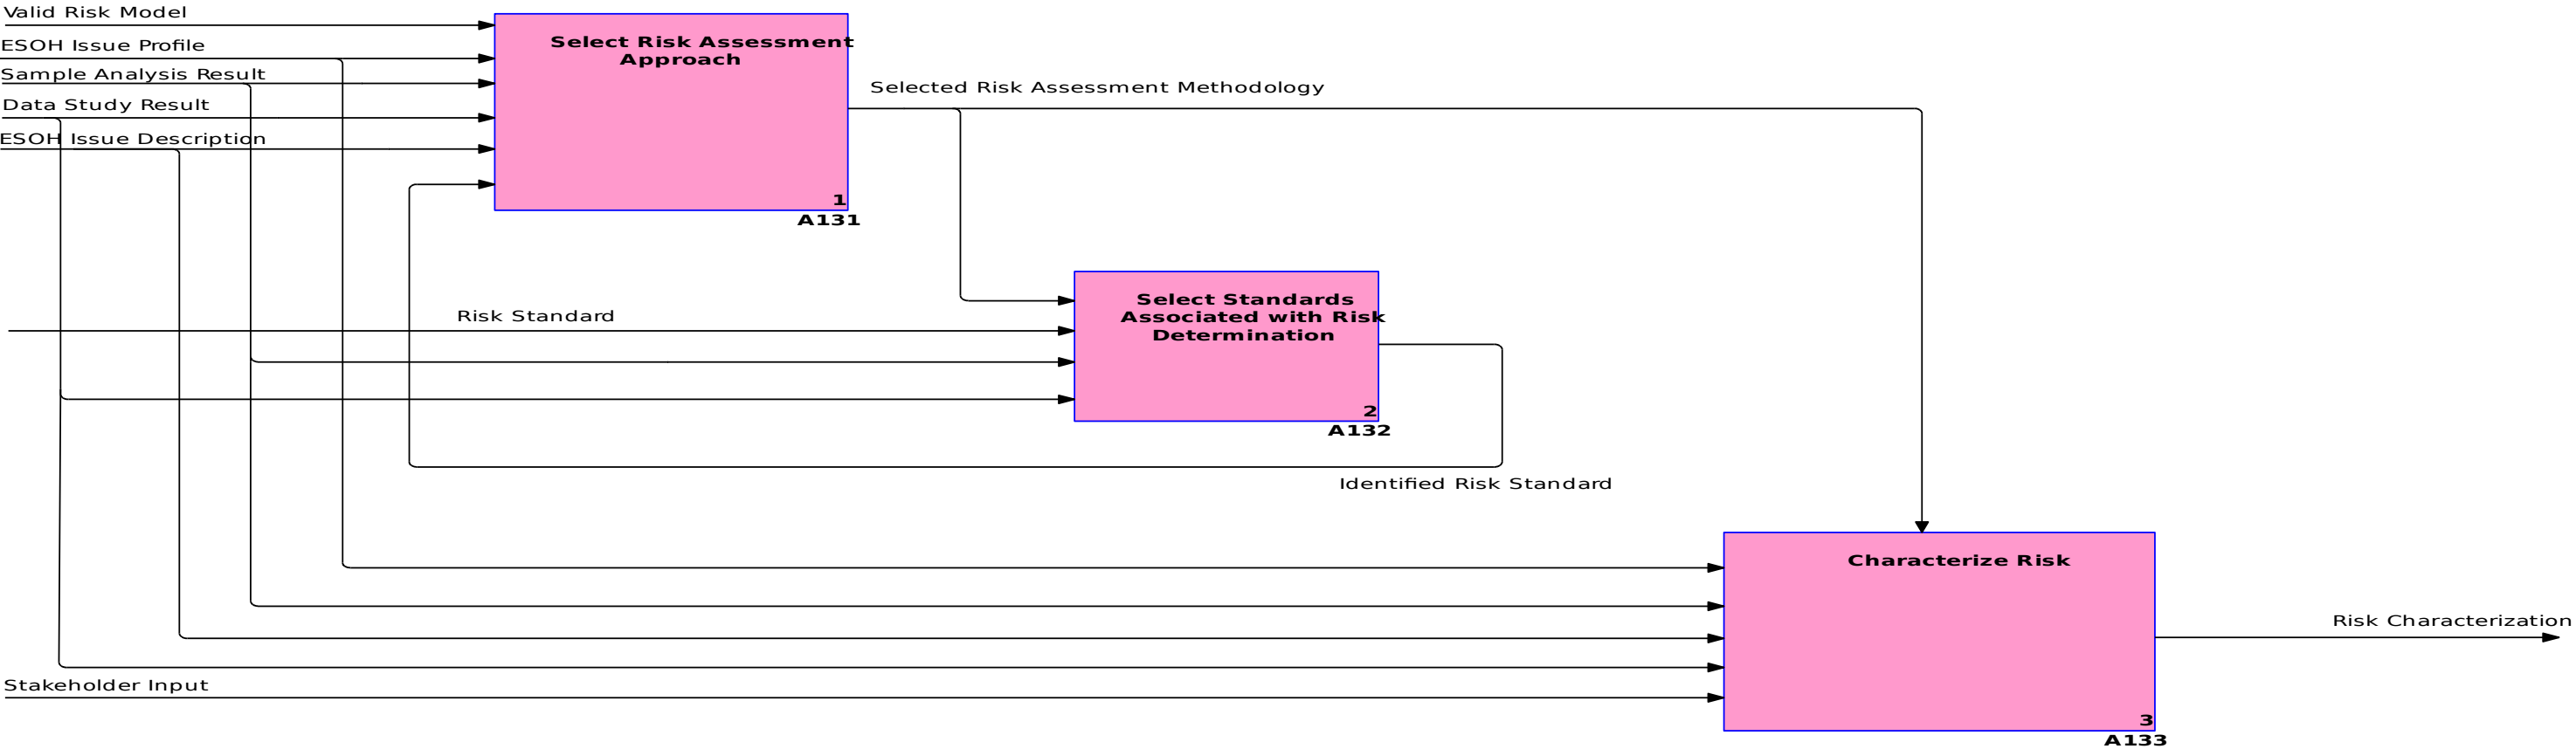 Valid Risk Model
ESOH Issue Profile
Sample Analysis Result
Data Study Result
ESOH Issue Description
Select Risk Assessment
Approach
1
A131
Selected Risk Assessment Methodology
Risk Standard
Select Standards
Associated with Risk
Determination
2
A132
Identified Risk Standard
Characterize Risk
3
A133
Risk Characterization
Stakeholder Input